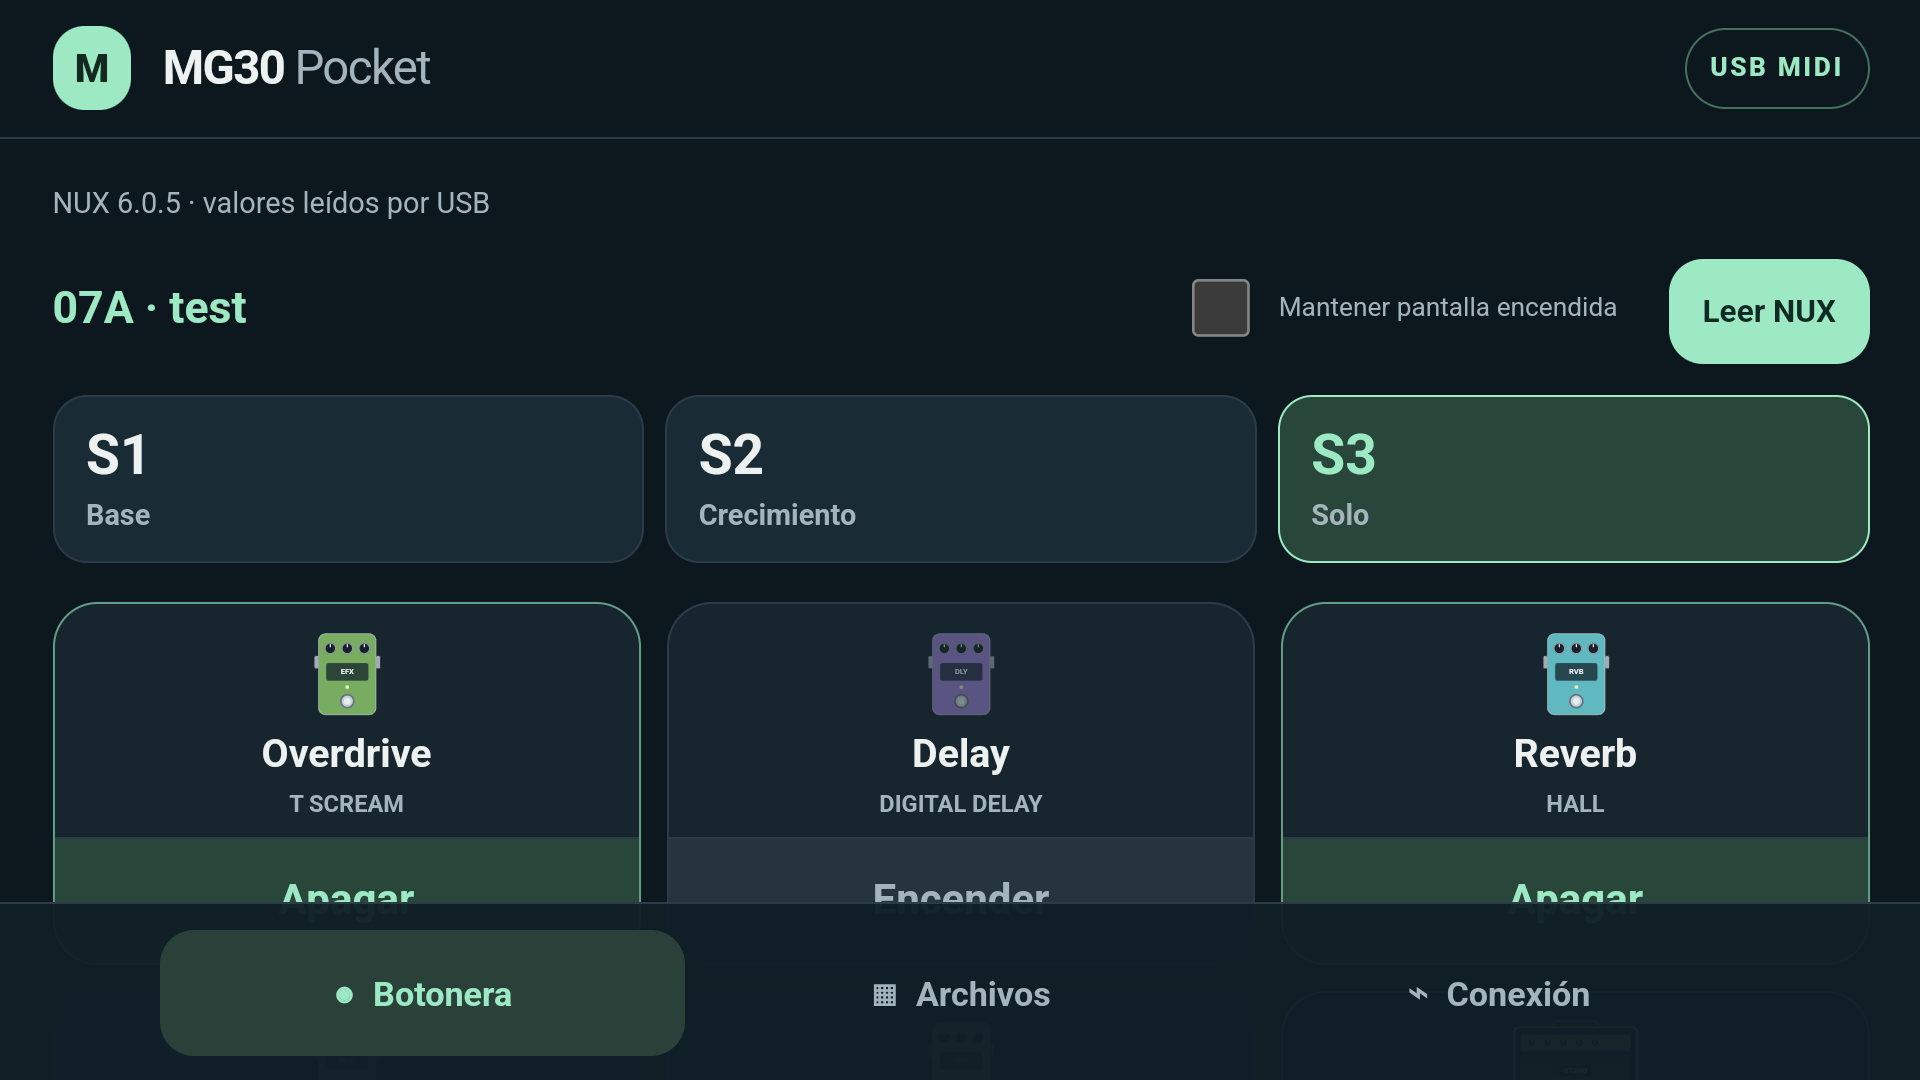 M
MG30 Pocket
USB MIDI
NUX 6.0.5 · valores leídos por USB
07A · test
Mantener pantalla encendida
Leer NUX
S1
Base
S2
Crecimiento
S3
Solo
EFX
Overdrive
T SCREAM
Apagar
DLY
Delay
DIGITAL DELAY
Encender
RVB
Reverb
HALL
Apagar
Botonera
Archivos
Conexión